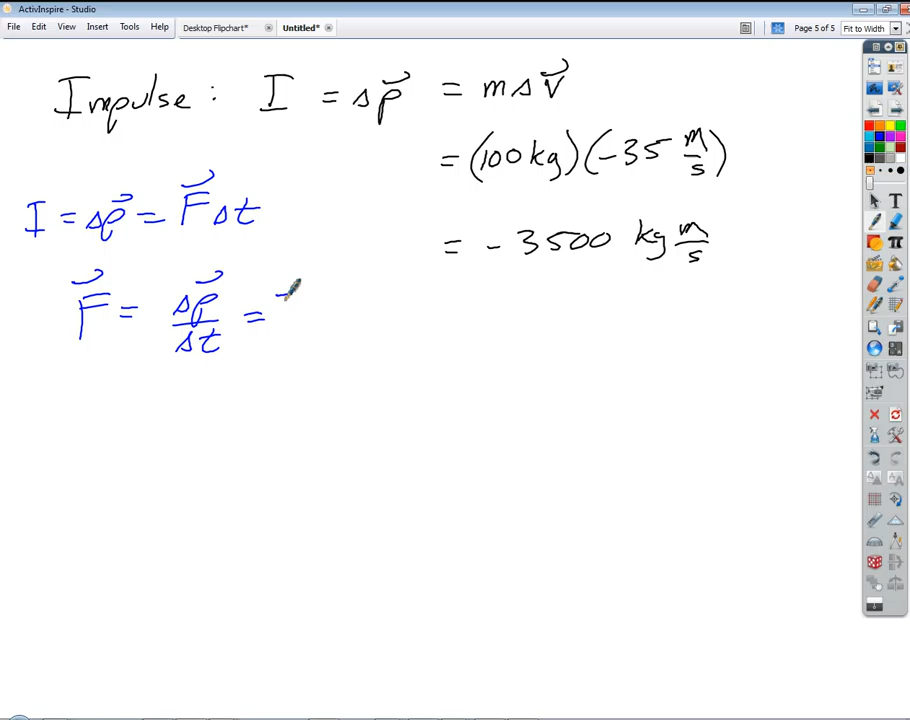 ActivInspire - Studio
File Edit View Insert Tools Help Desktop Flipchart* Untitled* Page 5 of 5 Fit to Width
Impulse : I = Δp⃗ = mΔv⃗
= (100 kg)(-35 m/s)
I = Δp⃗ = F⃗Δt
= -3500 kg m/s
F⃗ = Δp⃗/Δt = -